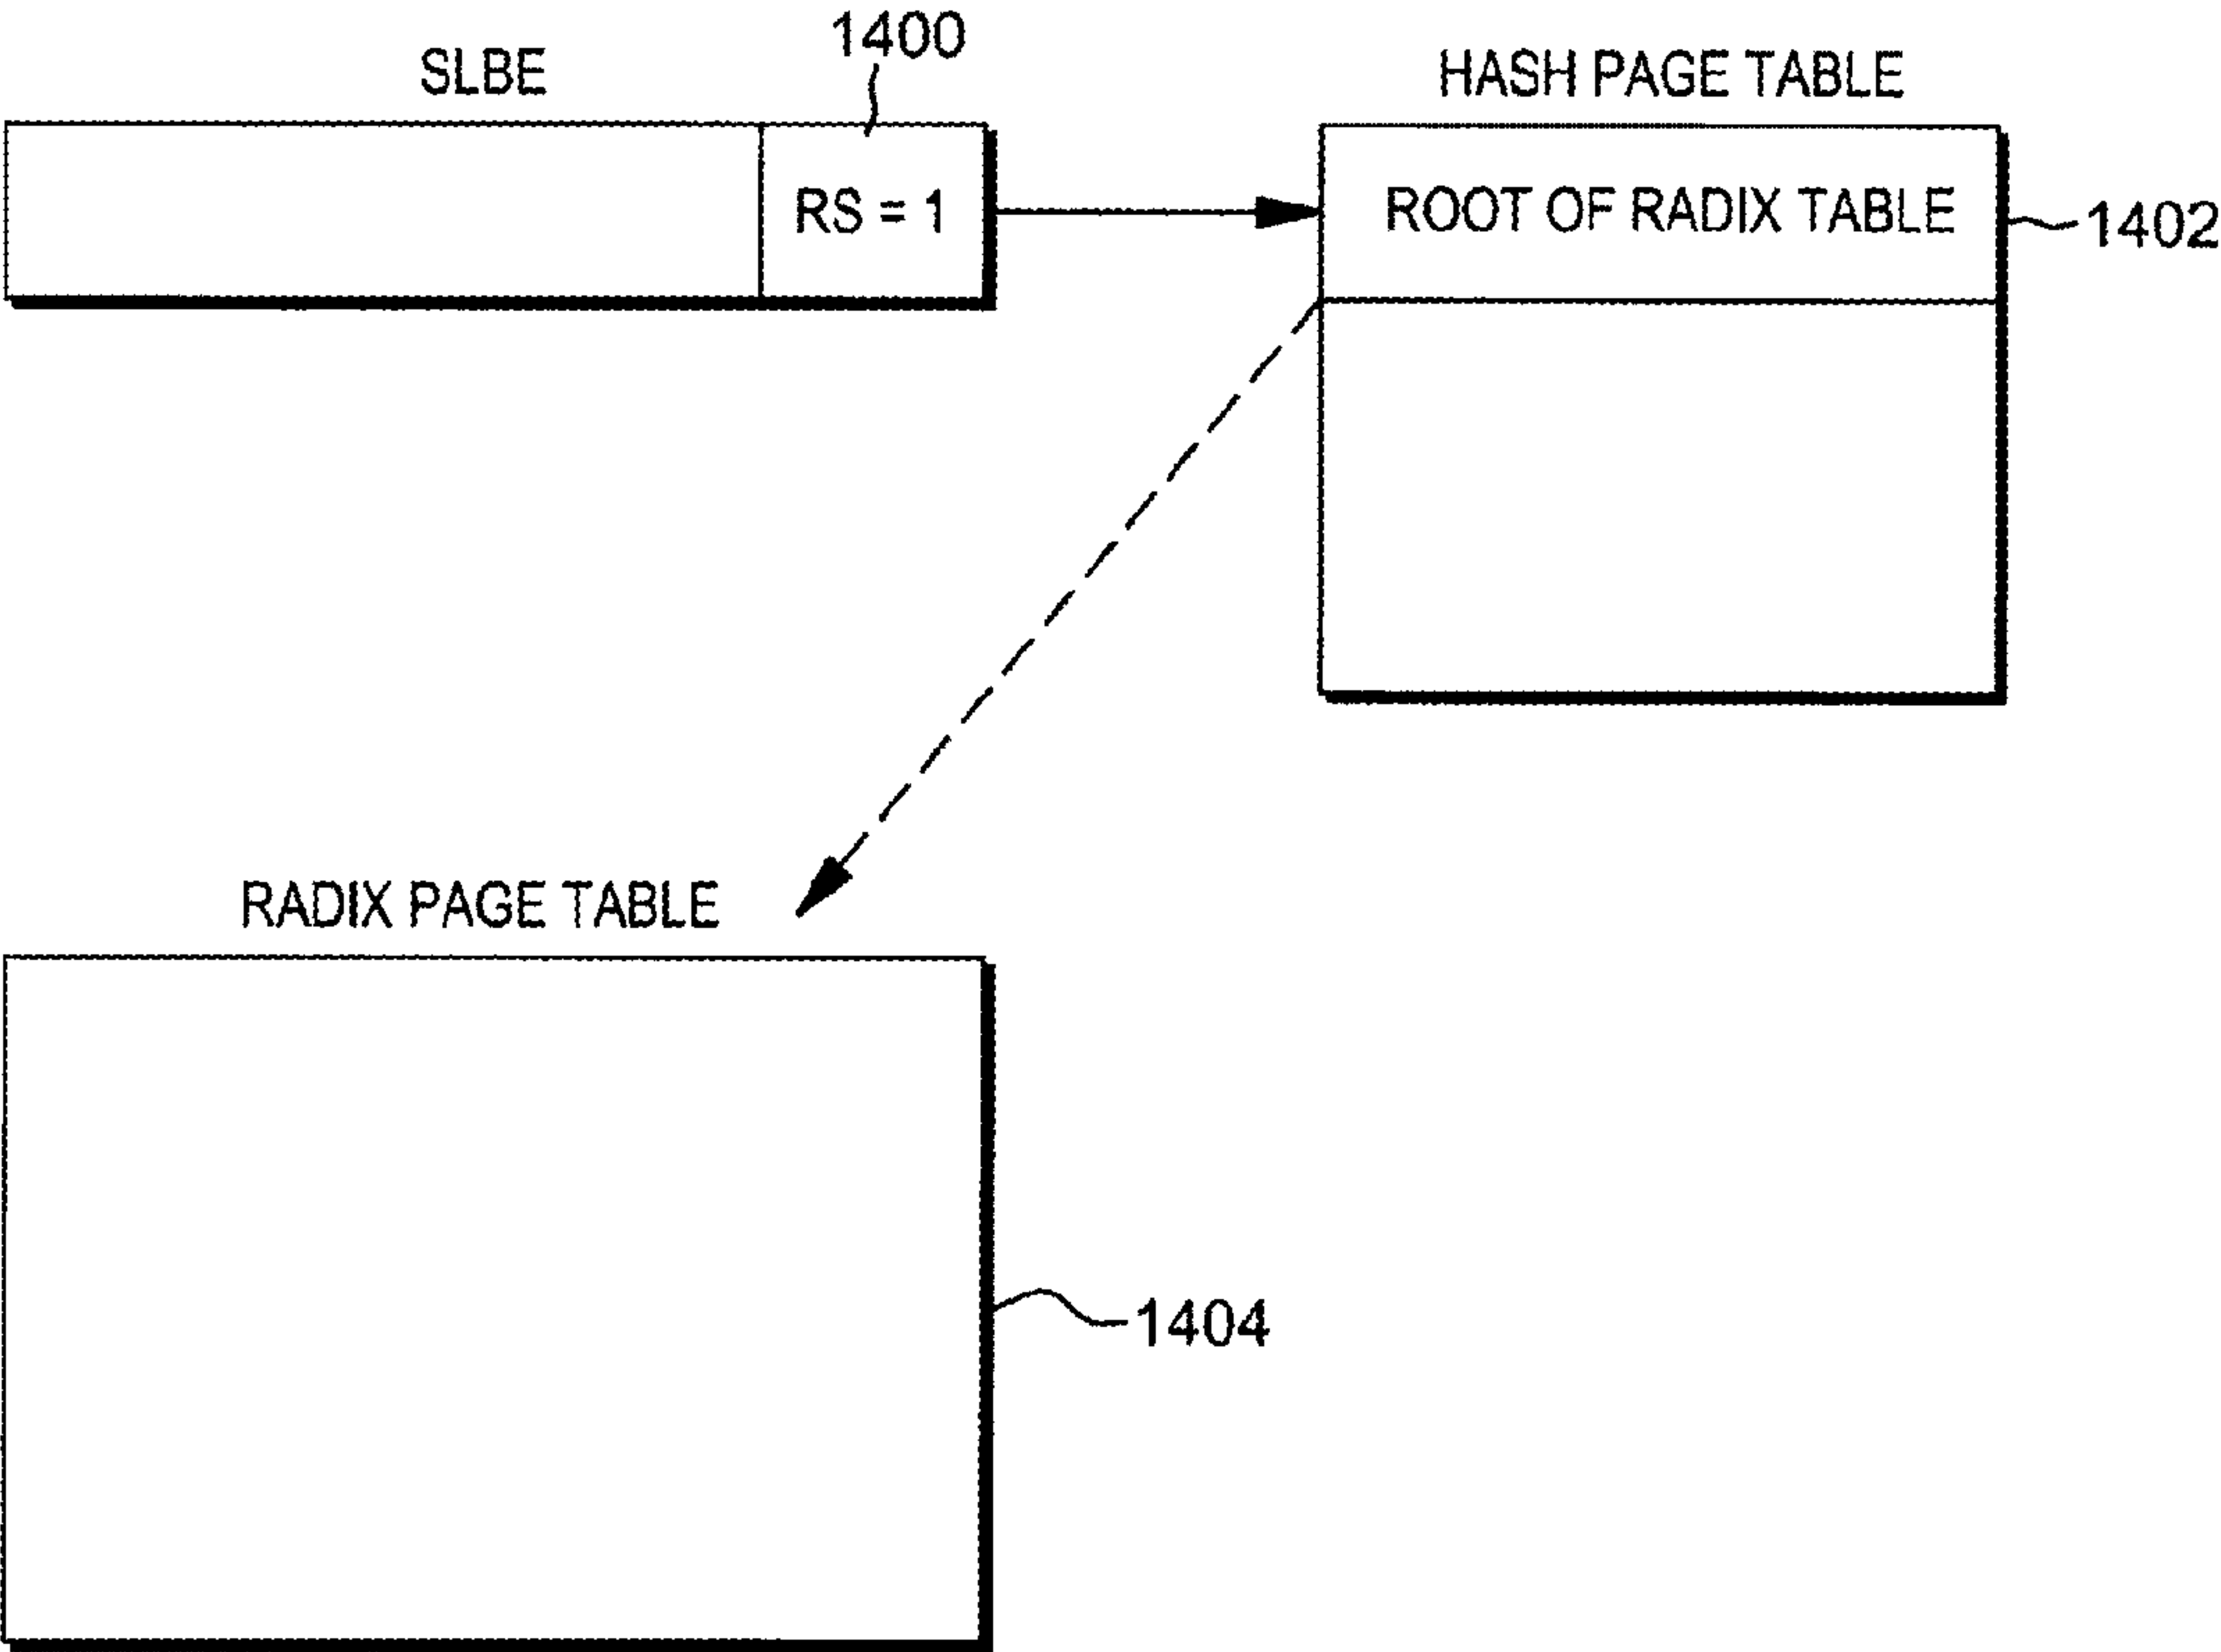 1400
SLBE
HASH PAGE TABLE
RS = 1
ROOT OF RADIX TABLE
1402
RADIX PAGE TABLE
1404